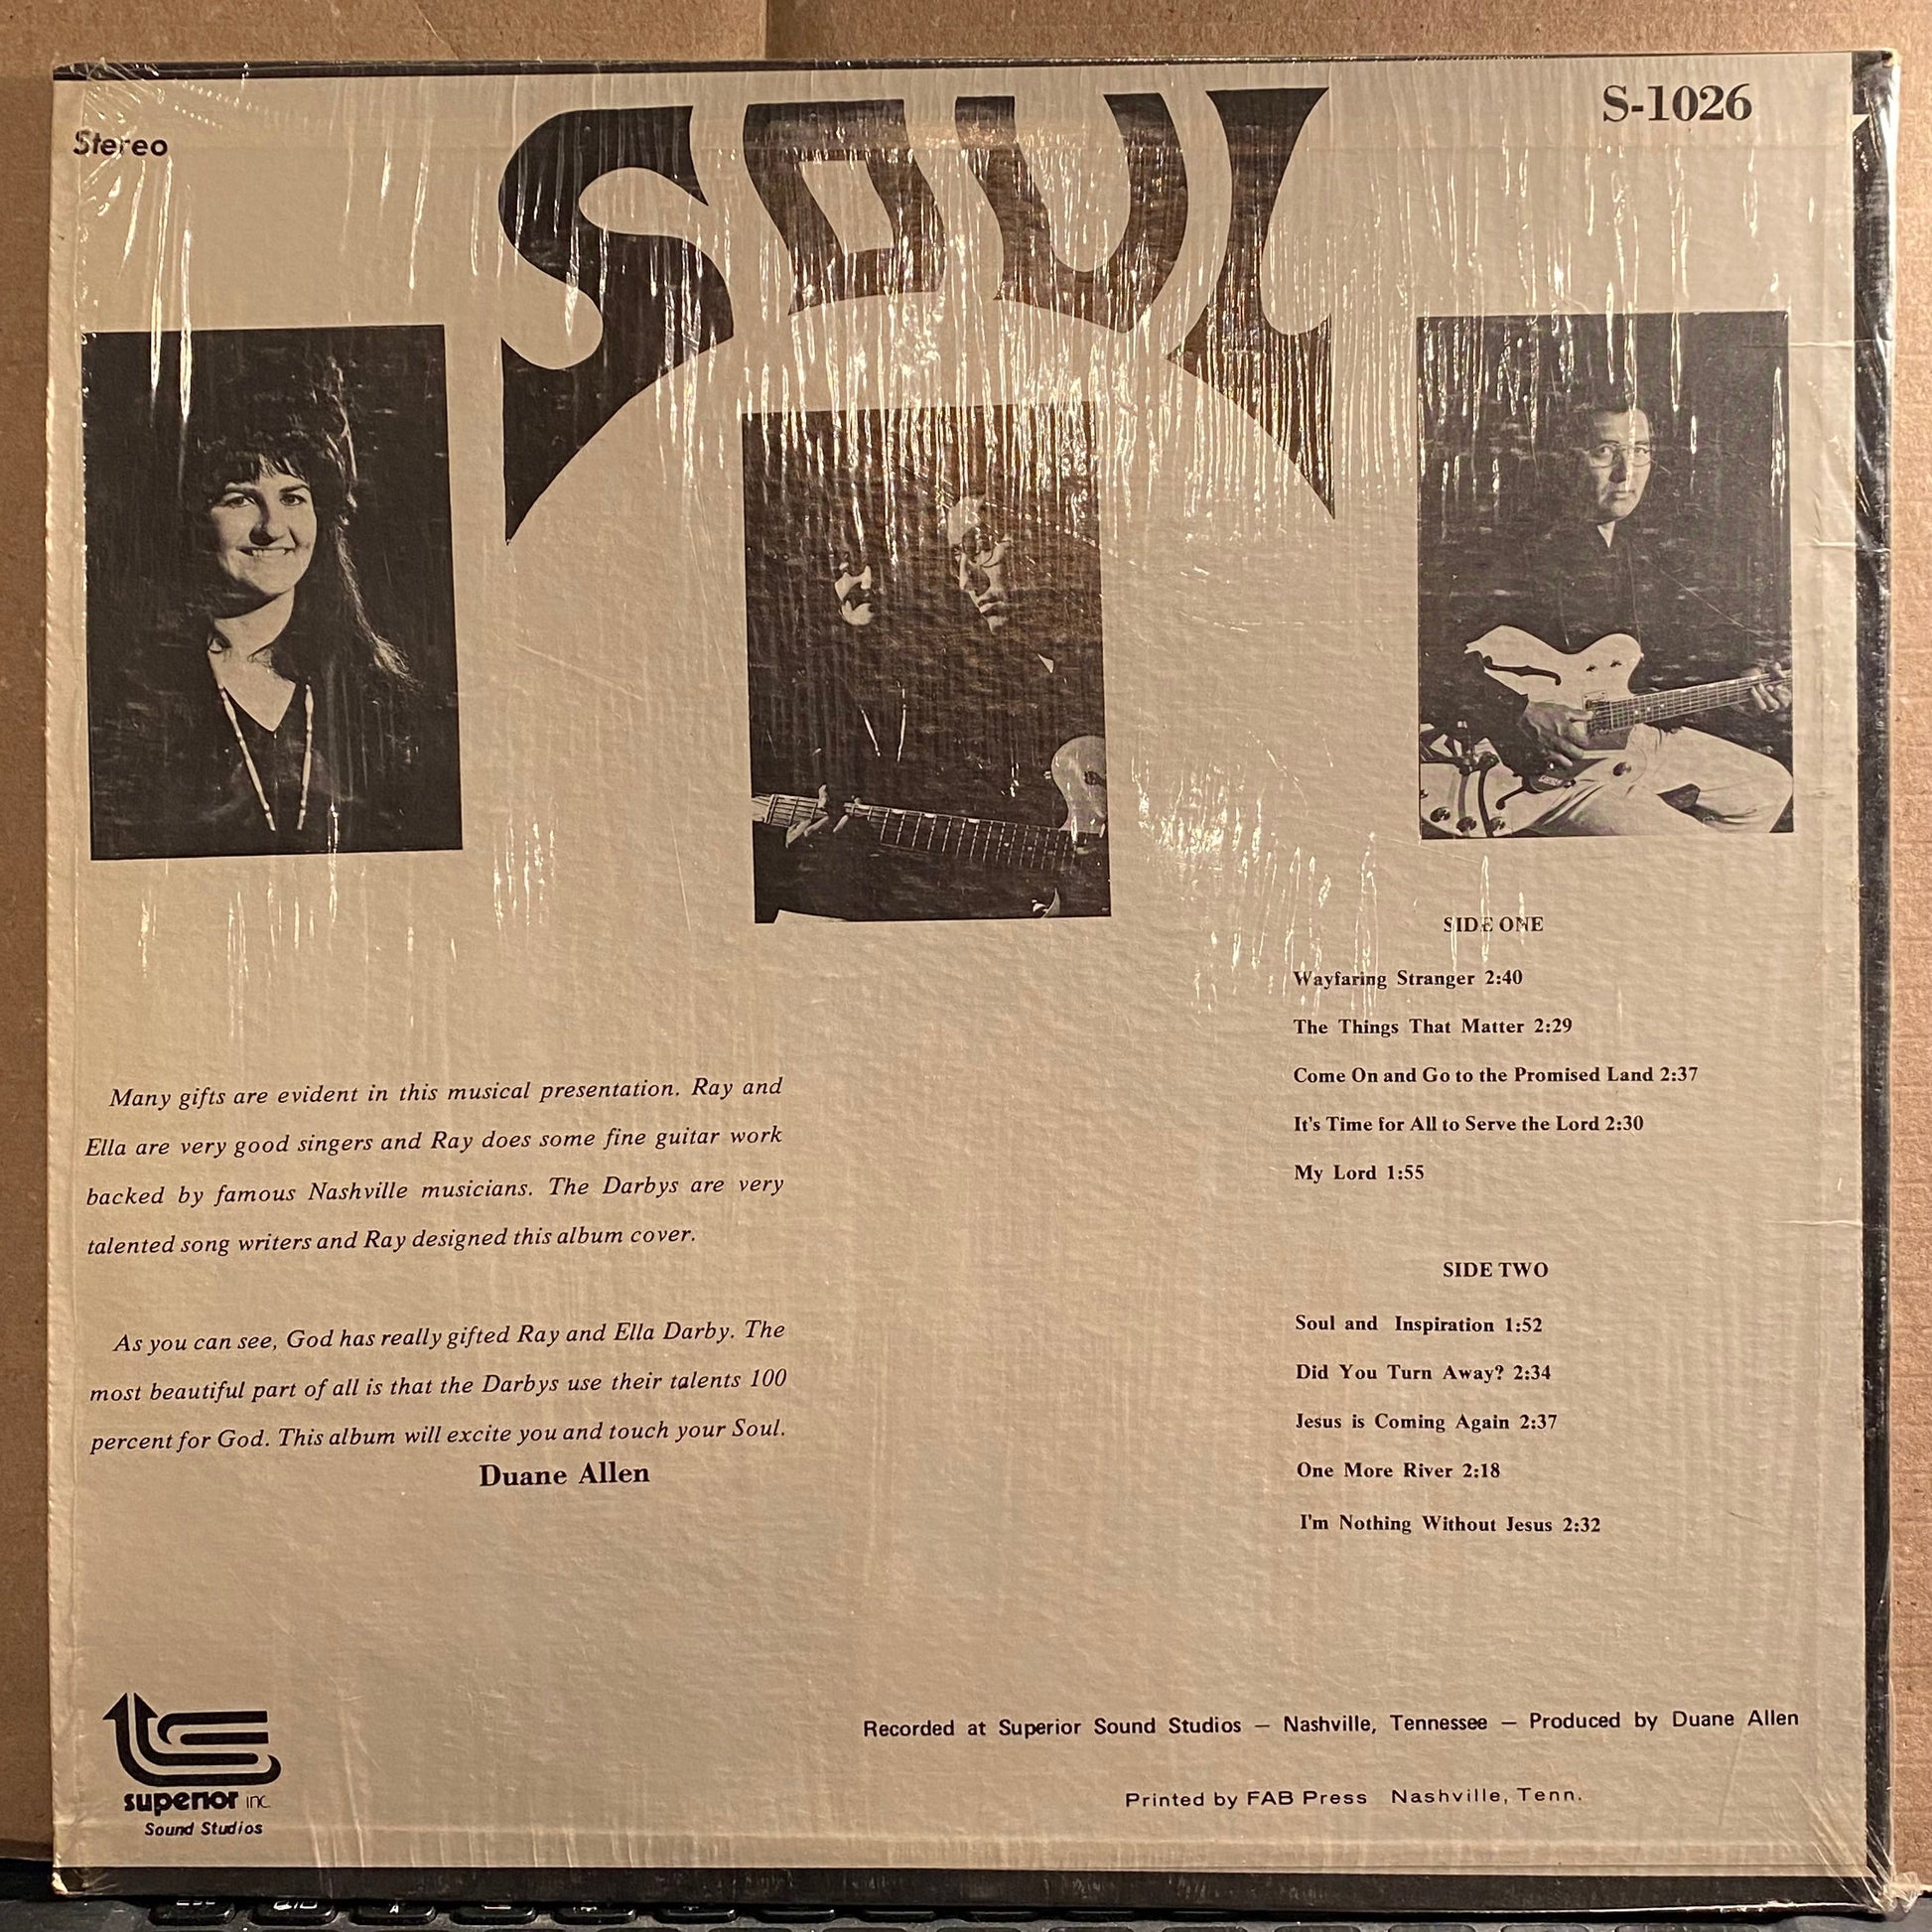 Stereo
SOUL
S-1026
SIDE ONE
Wayfaring Stranger 2:40
The Things That Matter 2:29
Come On and Go to the Promised Land 2:37
It's Time for All to Serve the Lord 2:30
My Lord 1:55
SIDE TWO
Soul and Inspiration 1:52
Did You Turn Away? 2:34
Jesus is Coming Again 2:37
One More River 2:18
I'm Nothing Without Jesus 2:32
Many gifts are evident in this musical presentation. Ray and
Ella are very good singers and Ray does some fine guitar work
backed by famous Nashville musicians. The Darbys are very
talented song writers and Ray designed this album cover.
As you can see, God has really gifted Ray and Ella Darby. The
most beautiful part of all is that the Darbys use their talents 100
percent for God. This album will excite you and touch your Soul.
Duane Allen
superior inc.
Sound Studios
Recorded at Superior Sound Studios — Nashville, Tennessee — Produced by Duane Allen
Printed by FAB Press Nashville, Tenn.